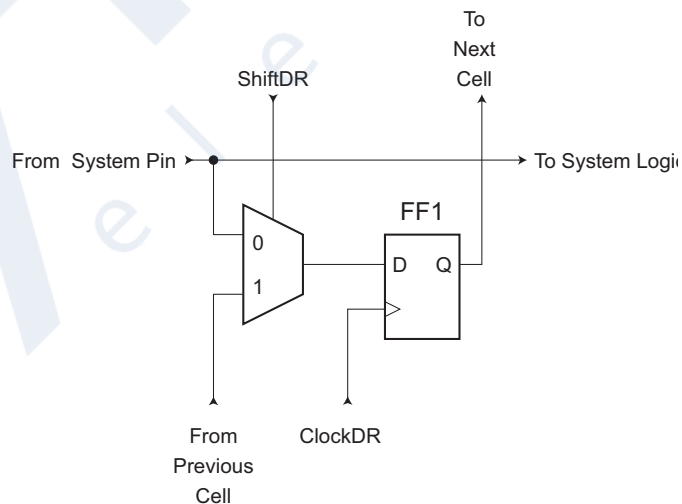 To
Next
Cell
ShiftDR
From System Pin
To System Logic
FF1
0
D Q
1
From
Previous
Cell
ClockDR
e l e